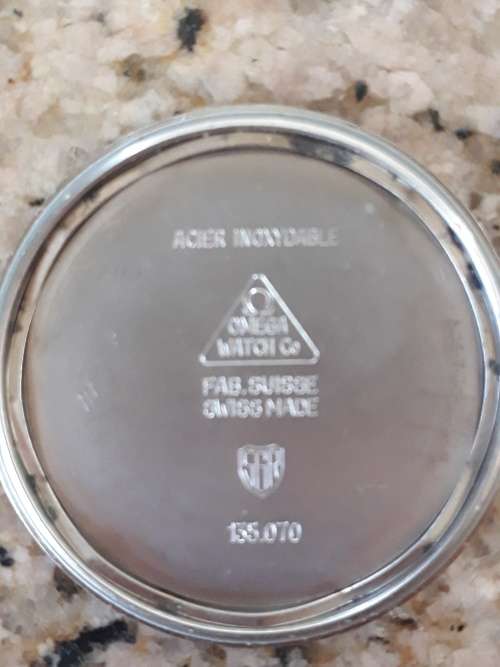 ACIER INOXYDABLE
Ω
OMEGA
WATCH Co
FAB. SUISSE
SWISS MADE
135.070